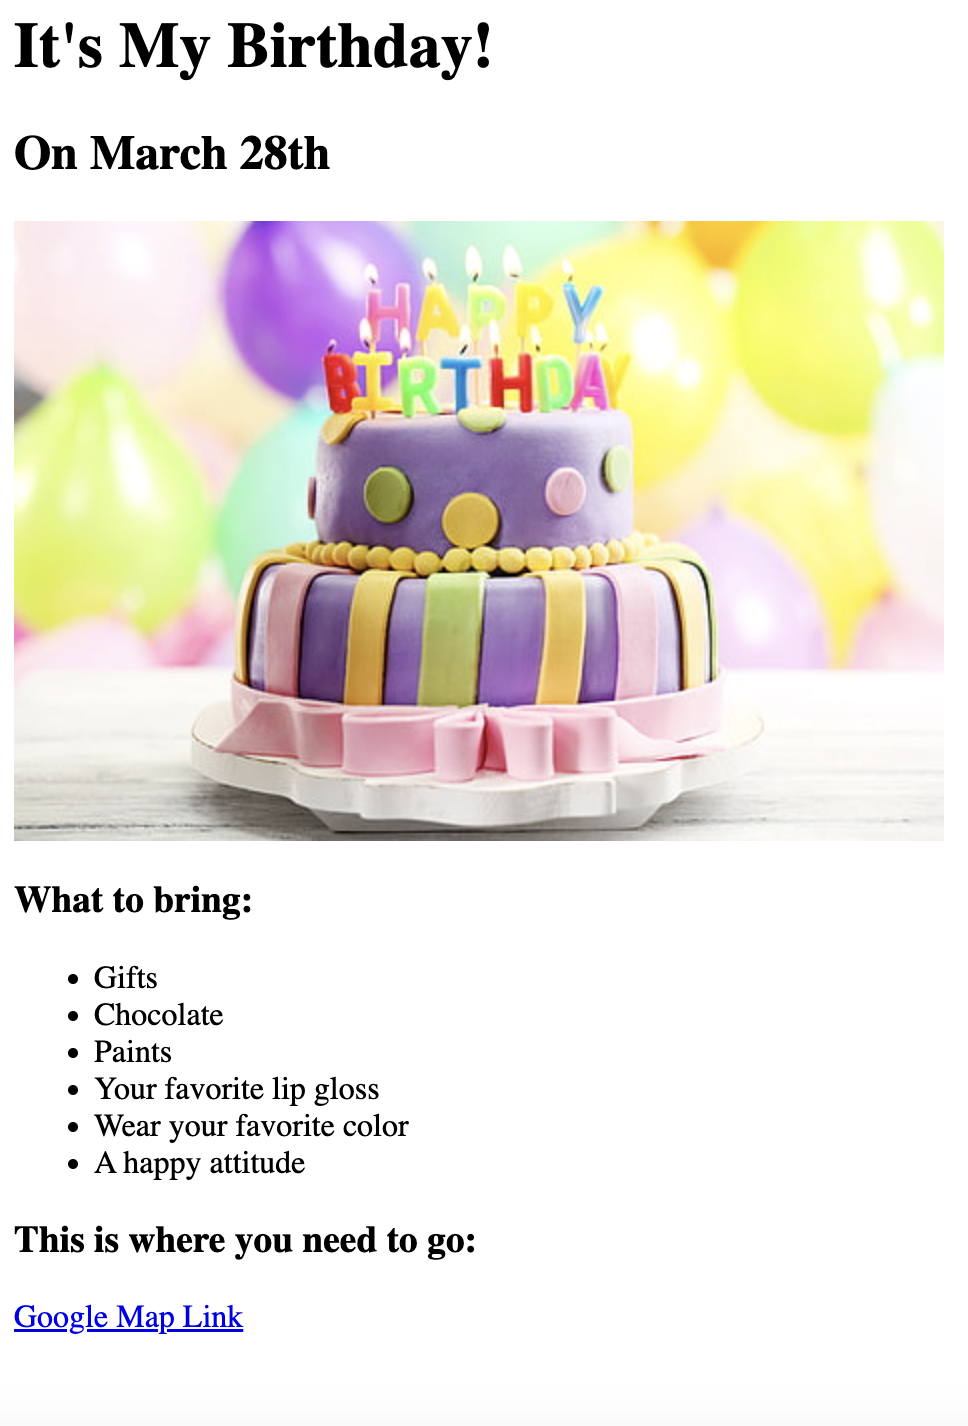 It's My Birthday!
On March 28th
HAPPY
BIRTHDAY
What to bring:
Gifts
Chocolate
Paints
Your favorite lip gloss
Wear your favorite color
A happy attitude
This is where you need to go:
Google Map Link